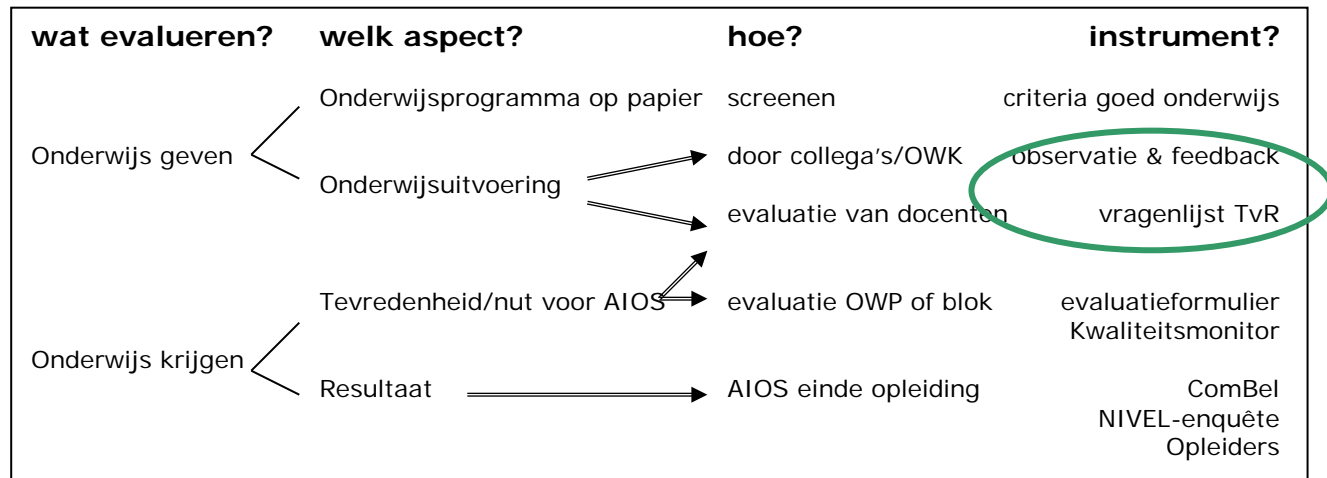 wat evalueren? welk aspect? hoe? instrument?
Onderwijsprogramma op papier screenen criteria goed onderwijs
Onderwijs geven door collega's/OWK observatie & feedback
Onderwijsuitvoering
evaluatie van docenten vragenlijst TvR
Tevredenheid/nut voor AIOS evaluatie OWP of blok evaluatieformulier
Kwaliteitsmonitor
Onderwijs krijgen
Resultaat AIOS einde opleiding ComBel
NIVEL-enquête
Opleiders